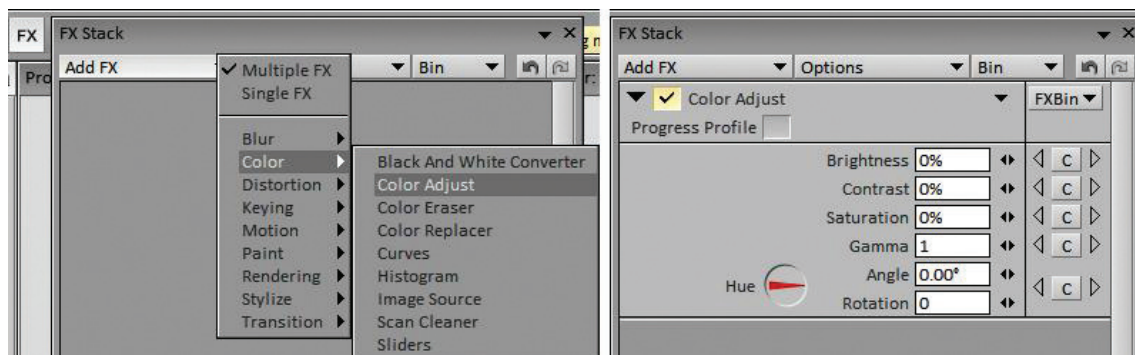 FX
FX Stack
Add FX
Bin
Pro
r:
✓ Multiple FX
Single FX
Blur
Color
Distortion
Keying
Motion
Paint
Rendering
Stylize
Transition
Black And White Converter
Color Adjust
Color Eraser
Color Replacer
Curves
Histogram
Image Source
Scan Cleaner
Sliders
FX Stack
Add FX Options Bin
Color Adjust FXBin
Progress Profile
Brightness 0% C
Contrast 0% C
Saturation 0% C
Gamma 1 C
Hue Angle 0.00° C
Rotation 0